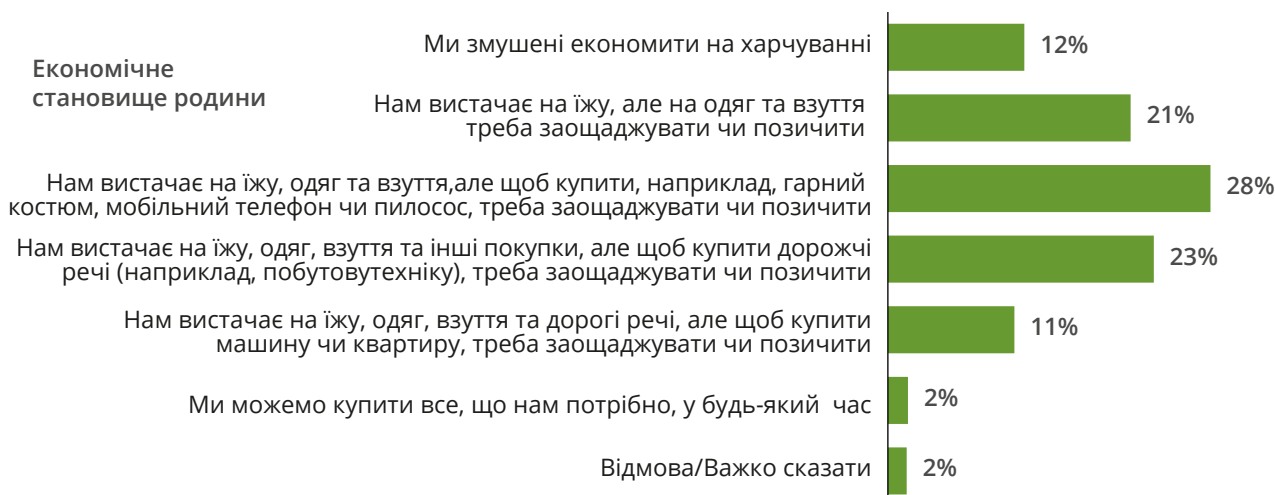 Економічне
становище родини
Ми змушені економити на харчуванні
12%
Нам вистачає на їжу, але на одяг та взуття
треба заощаджувати чи позичити
21%
Нам вистачає на їжу, одяг та взуття,але щоб купити, наприклад, гарний
костюм, мобільний телефон чи пилосос, треба заощаджувати чи позичити
28%
Нам вистачає на їжу, одяг, взуття та інші покупки, але щоб купити дорожчі
речі (наприклад, побутовутехніку), треба заощаджувати чи позичити
23%
Нам вистачає на їжу, одяг, взуття та дорогі речі, але щоб купити
машину чи квартиру, треба заощаджувати чи позичити
11%
Ми можемо купити все, що нам потрібно, у будь-який час
2%
Відмова/Важко сказати
2%